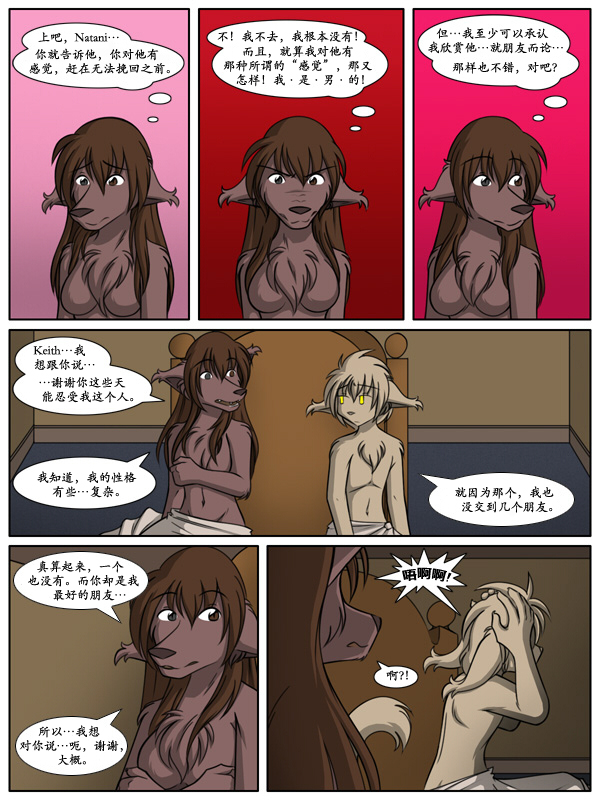 上吧，Natani…
你就告诉他，你对他有
感觉，赶在无法挽回之前。
不！我不去，我根本没有！
而且，就算我对他有
那种所谓的“感觉”，那又
怎样！我·是·男·的！
但…我至少可以承认
我欣赏他…就朋友而论…
那样也不错，对吧？
Keith…我
想跟你说…
…谢谢你这些天
能忍受我这个人。
我知道，我的性格
有些…复杂。
就因为那个，我也
没交到几个朋友。
真算起来，一个
也没有。而你却是我
最好的朋友…
所以…我想
对你说…呃，谢谢，
大概。
唔啊啊！
啊?!